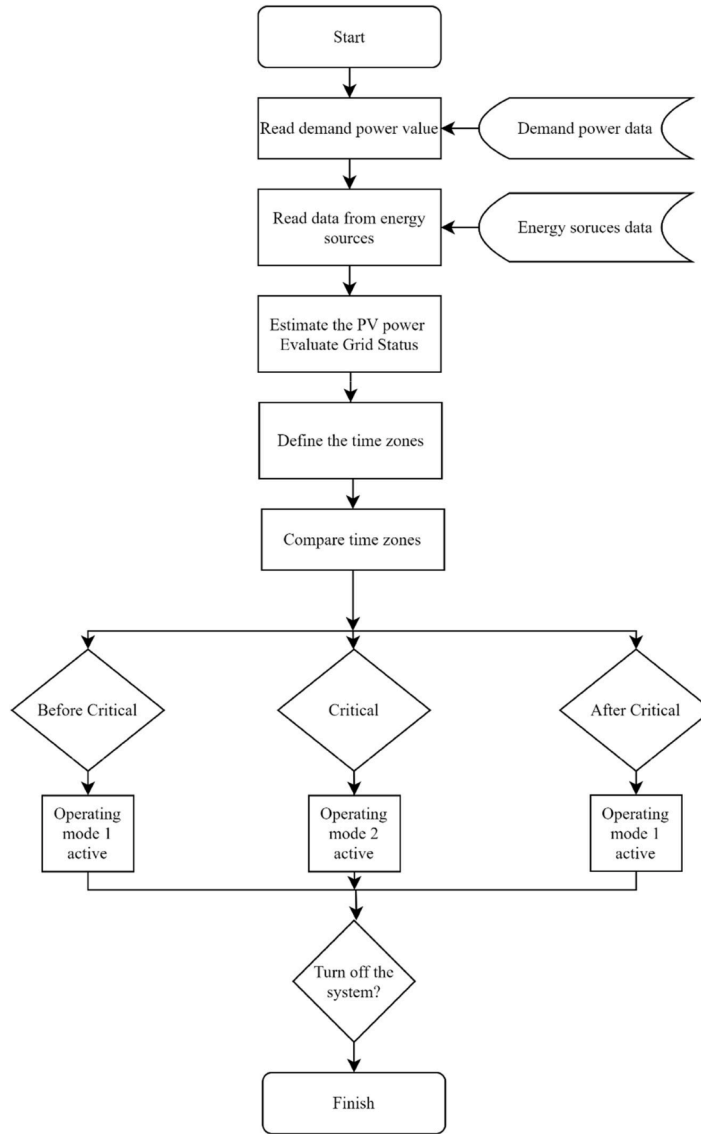 Start
Read demand power value
Demand power data
Read data from energy
sources
Energy soruces data
Estimate the PV power
Evaluate Grid Status
Define the time zones
Compare time zones
Before Critical
Critical
After Critical
Operating
mode 1
active
Operating
mode 2
active
Operating
mode 1
active
Turn off the
system?
Finish